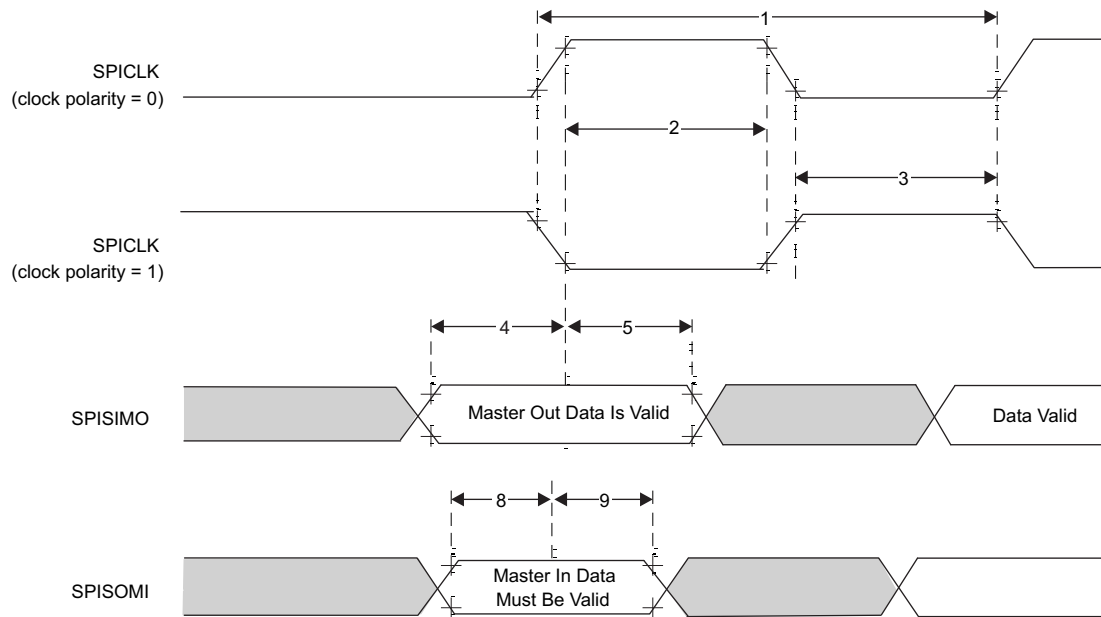 1
SPICLK
(clock polarity = 0)
2
3
SPICLK
(clock polarity = 1)
4
5
SPISIMO
Master Out Data Is Valid
Data Valid
8
9
SPISOMI
Master In Data
Must Be Valid